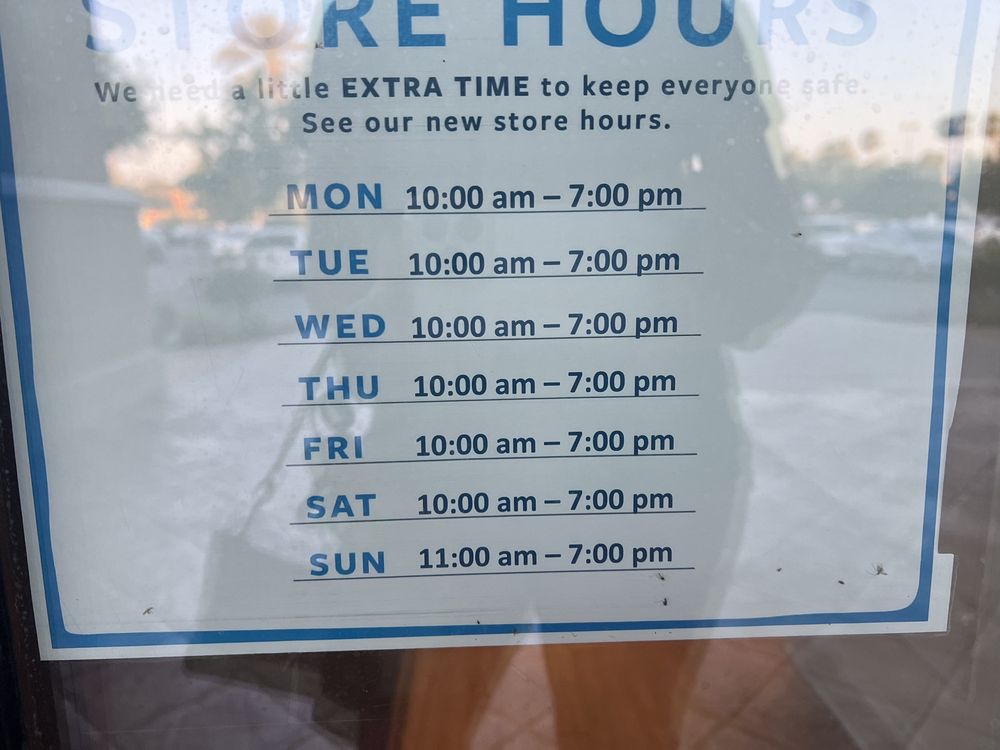 STORE HOURS
We need a little EXTRA TIME to keep everyone safe.
See our new store hours.
MON 10:00 am – 7:00 pm
TUE 10:00 am – 7:00 pm
WED 10:00 am – 7:00 pm
THU 10:00 am – 7:00 pm
FRI 10:00 am – 7:00 pm
SAT 10:00 am – 7:00 pm
SUN 11:00 am – 7:00 pm